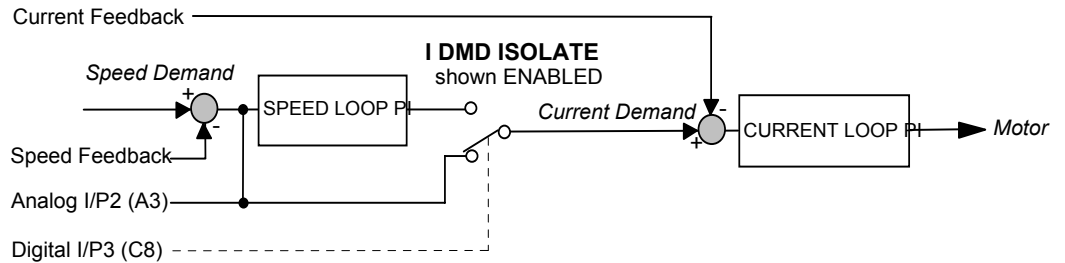 Current Feedback
I DMD ISOLATE
shown ENABLED
Speed Demand
+
-
SPEED LOOP PI
Current Demand
-
+
CURRENT LOOP PI
Motor
Speed Feedback
Analog I/P2 (A3)
Digital I/P3 (C8)